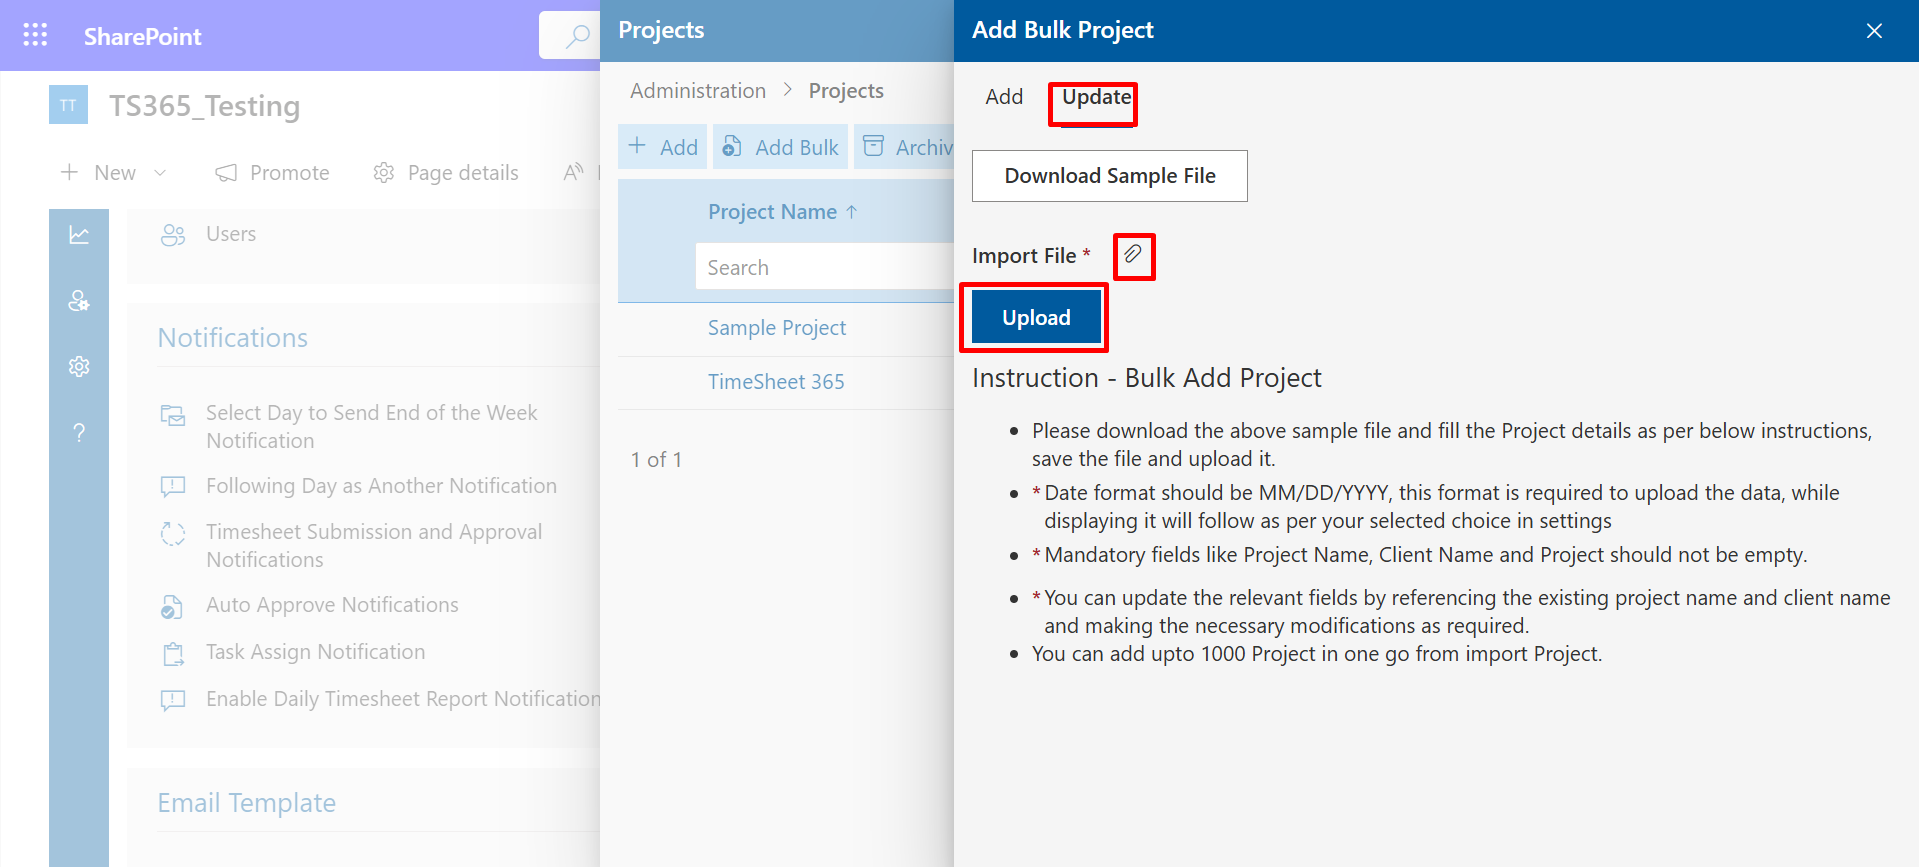 SharePoint
TT
TS365_Testing
New
Promote
Page details
Users
Notifications
Select Day to Send End of the Week
Notification
Following Day as Another Notification
Timesheet Submission and Approval
Notifications
Auto Approve Notifications
Task Assign Notification
Enable Daily Timesheet Report Notification
Email Template
Projects
Administration > Projects
+ Add
Add Bulk
Archiv
Project Name ↑
Search
Sample Project
TimeSheet 365
1 of 1
Add Bulk Project
Add
Update
Download Sample File
Import File *
Upload
Instruction - Bulk Add Project
• Please download the above sample file and fill the Project details as per below instructions,
save the file and upload it.
• * Date format should be MM/DD/YYYY, this format is required to upload the data, while
displaying it will follow as per your selected choice in settings
• * Mandatory fields like Project Name, Client Name and Project should not be empty.
• * You can update the relevant fields by referencing the existing project name and client name
and making the necessary modifications as required.
• You can add upto 1000 Project in one go from import Project.